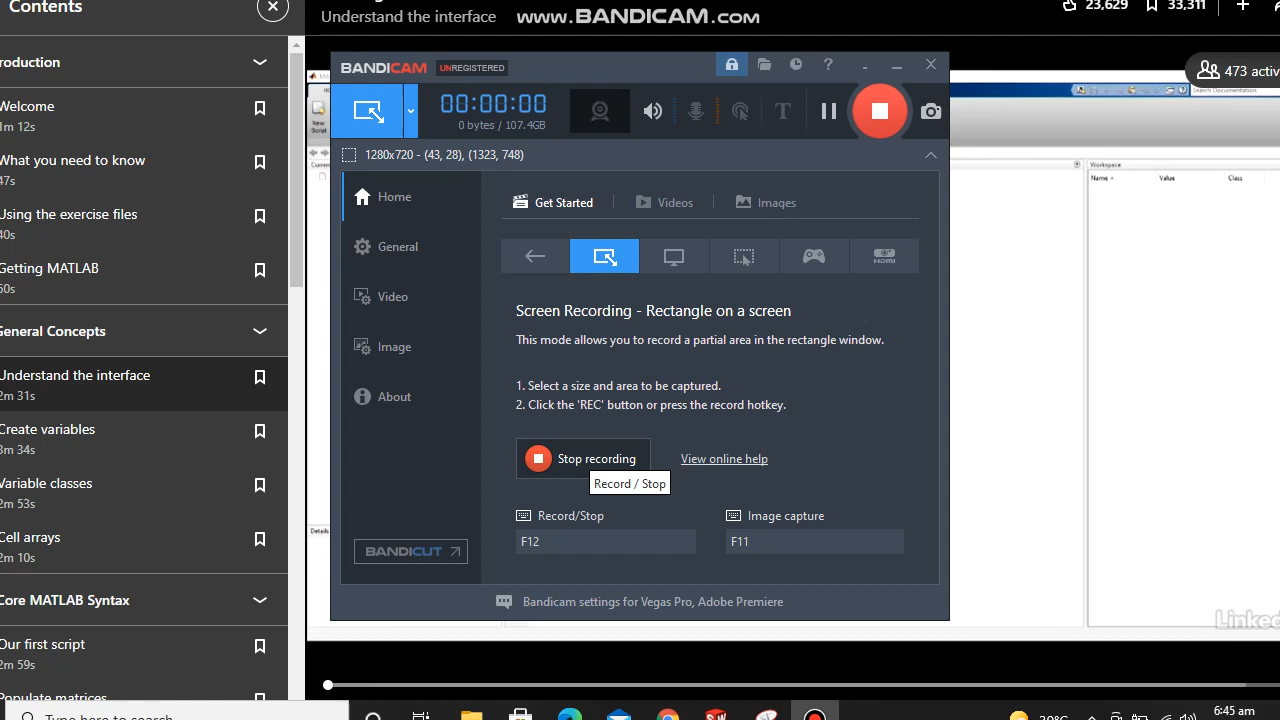 Contents
Understand the interface
www.BANDICAM.com
23,629
33,311
473 activ
roduction
Welcome
1m 12s
What you need to know
47s
Using the exercise files
40s
Getting MATLAB
50s
General Concepts
Understand the interface
2m 31s
Create variables
3m 34s
Variable classes
2m 53s
Cell arrays
2m 10s
Core MATLAB Syntax
Our first script
2m 59s
Populate matrices
Type here to search
BANDICAM
UNREGISTERED
00:00:00
0 bytes / 107.4GB
1280x720 - (43, 28), (1323, 748)
Home
General
Video
Image
About
BANDICUT
Get Started
Videos
Images
HDMI
Screen Recording - Rectangle on a screen
This mode allows you to record a partial area in the rectangle window.
1. Select a size and area to be captured.
2. Click the 'REC' button or press the record hotkey.
Stop recording
View online help
Record / Stop
Record/Stop
Image capture
F12
F11
Bandicam settings for Vegas Pro, Adobe Premiere
New
Script
Search Documentation
Workspace
Name
Value
Class
Details
Linked
6:45 am